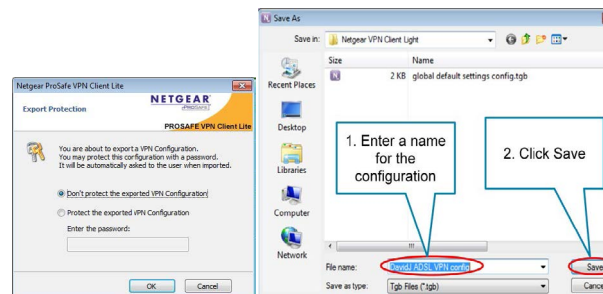 Netgear ProSafe VPN Client Lite
Export Protection
NETGEAR
PROSAFE VPN Client Lite
You are about to export a VPN Configuration.
You may protect this configuration with a password.
It will be automatically asked to the user when imported.
Don't protect the exported VPN Configuration
Protect the exported VPN Configuration
Enter the password:
OK
Cancel
Save As
Save in:
Netgear VPN Client Light
Size
Name
2 KB
global default settings config.tgb
Recent Places
Desktop
Libraries
Computer
Network
1. Enter a name
for the
configuration
2. Click Save
File name:
DavidJ ADSL VPN config
Save
Save as type:
Tgb Files (*.tgb)
Cance